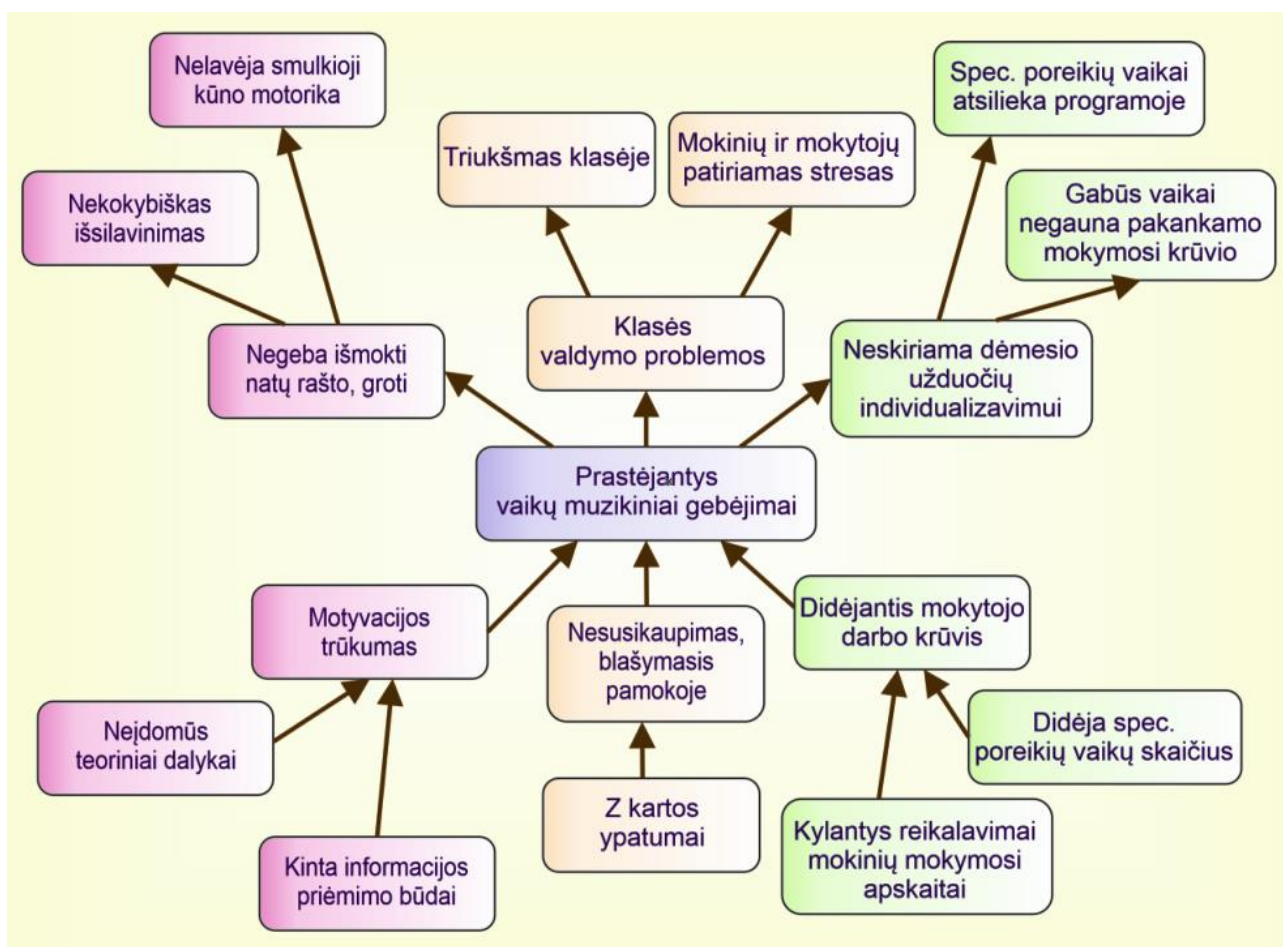 Nelavėja smulkioji
kūno motorika
Spec. poreikių vaikai
atsilieka programoje
Triukšmas klasėje
Mokinių ir mokytojų
patiriamas stresas
Nekokybiškas
išsilavinimas
Gabūs vaikai
negauna pakankamo
mokymosi krūvio
Klasės
valdymo problemos
Negeba išmokti
natų rašto, groti
Neskiriama dėmesio
užduočių
individualizavimui
Prastėjantys
vaikų muzikiniai gebėjimai
Motyvacijos
trūkumas
Nesusikaupimas,
blašymasis
pamokoje
Didėjantis mokytojo
darbo krūvis
Neįdomūs
teoriniai dalykai
Didėja spec.
poreikių vaikų skaičius
Z kartos
ypatumai
Kinta informacijos
priėmimo būdai
Kylantys reikalavimai
mokinių mokymosi
apskaitai